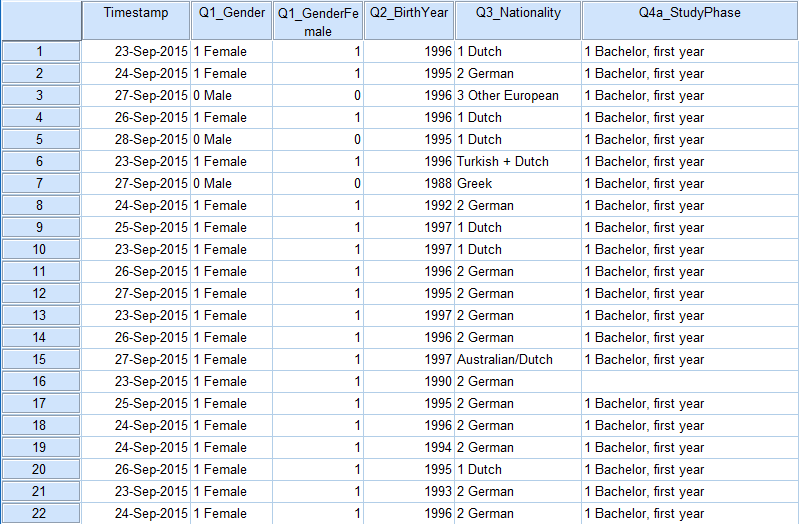 Timestamp Q1_Gender Q1_GenderFe Q2_BirthYear Q3_Nationality Q4a_StudyPhase
male
1 23-Sep-2015 1 Female 1 1996 1 Dutch 1 Bachelor, first year
2 24-Sep-2015 1 Female 1 1995 2 German 1 Bachelor, first year
3 27-Sep-2015 0 Male 0 1996 3 Other European 1 Bachelor, first year
4 26-Sep-2015 1 Female 1 1996 1 Dutch 1 Bachelor, first year
5 28-Sep-2015 0 Male 0 1995 1 Dutch 1 Bachelor, first year
6 23-Sep-2015 1 Female 1 1996 Turkish + Dutch 1 Bachelor, first year
7 27-Sep-2015 0 Male 0 1988 Greek 1 Bachelor, first year
8 24-Sep-2015 1 Female 1 1992 2 German 1 Bachelor, first year
9 25-Sep-2015 1 Female 1 1997 1 Dutch 1 Bachelor, first year
10 23-Sep-2015 1 Female 1 1997 1 Dutch 1 Bachelor, first year
11 26-Sep-2015 1 Female 1 1996 2 German 1 Bachelor, first year
12 27-Sep-2015 1 Female 1 1995 2 German 1 Bachelor, first year
13 23-Sep-2015 1 Female 1 1997 2 German 1 Bachelor, first year
14 26-Sep-2015 1 Female 1 1996 2 German 1 Bachelor, first year
15 27-Sep-2015 1 Female 1 1997 Australian/Dutch 1 Bachelor, first year
16 23-Sep-2015 1 Female 1 1990 2 German
17 25-Sep-2015 1 Female 1 1995 2 German 1 Bachelor, first year
18 24-Sep-2015 1 Female 1 1996 2 German 1 Bachelor, first year
19 24-Sep-2015 1 Female 1 1994 2 German 1 Bachelor, first year
20 26-Sep-2015 1 Female 1 1995 1 Dutch 1 Bachelor, first year
21 23-Sep-2015 1 Female 1 1993 2 German 1 Bachelor, first year
22 24-Sep-2015 1 Female 1 1996 2 German 1 Bachelor, first year